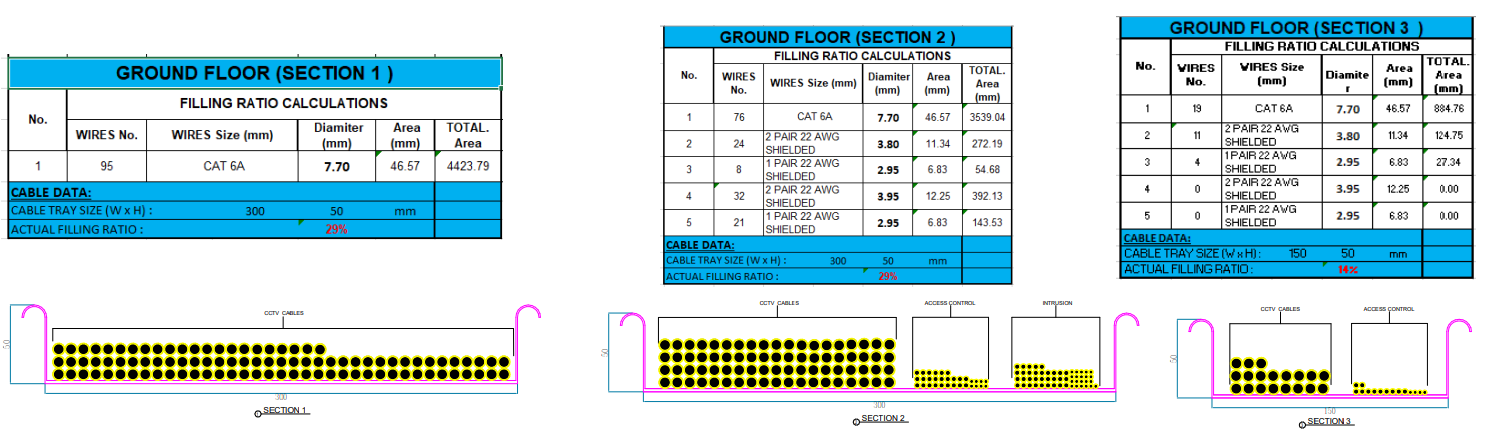 GROUND FLOOR (SECTION 1 )
No. FILLING RATIO CALCULATIONS
WIRES No. WIRES Size (mm) Diamiter (mm) Area (mm) TOTAL. Area
1 95 CAT 6A 7.70 46.57 4423.79
CABLE DATA:
CABLE TRAY SIZE (W x H) : 300 50 mm
ACTUAL FILLING RATIO : 29%
GROUND FLOOR (SECTION 2 )
No. FILLING RATIO CALCULATIONS
WIRES No. WIRES Size (mm) Diamiter (mm) Area (mm) TOTAL. Area (mm)
1 76 CAT 6A 7.70 46.57 3539.04
2 24 2 PAIR 22 AWG SHIELDED 3.80 11.34 272.19
3 8 1 PAIR 22 AWG SHIELDED 2.95 6.83 54.68
4 32 2 PAIR 22 AWG SHIELDED 3.95 12.25 392.13
5 21 1 PAIR 22 AWG SHIELDED 2.95 6.83 143.53
CABLE DATA:
CABLE TRAY SIZE (W x H) : 300 50 mm
ACTUAL FILLING RATIO : 29%
GROUND FLOOR (SECTION 3 )
No. FILLING RATIO CALCULATIONS
WIRES No. WIRES Size (mm) Diamite r Area (mm) TOTAL. Area (mm)
1 19 CAT 6A 7.70 46.57 884.76
2 11 2 PAIR 22 AWG SHIELDED 3.80 11.34 124.75
3 4 1 PAIR 22 AWG SHIELDED 2.95 6.83 27.34
4 0 2 PAIR 22 AWG SHIELDED 3.95 12.25 0.00
5 0 1 PAIR 22 AWG SHIELDED 2.95 6.83 0.00
CABLE DATA:
CABLE TRAY SIZE (W x H) : 150 50 mm
ACTUAL FILLING RATIO : 14%
CCTV CABLES
50
300
1 SECTION 1
CCTV CABLES ACCESS CONTROL INTRUSION
50
300
2 SECTION 2
CCTV CABLES ACCESS CONTROL
50
150
3 SECTION 3